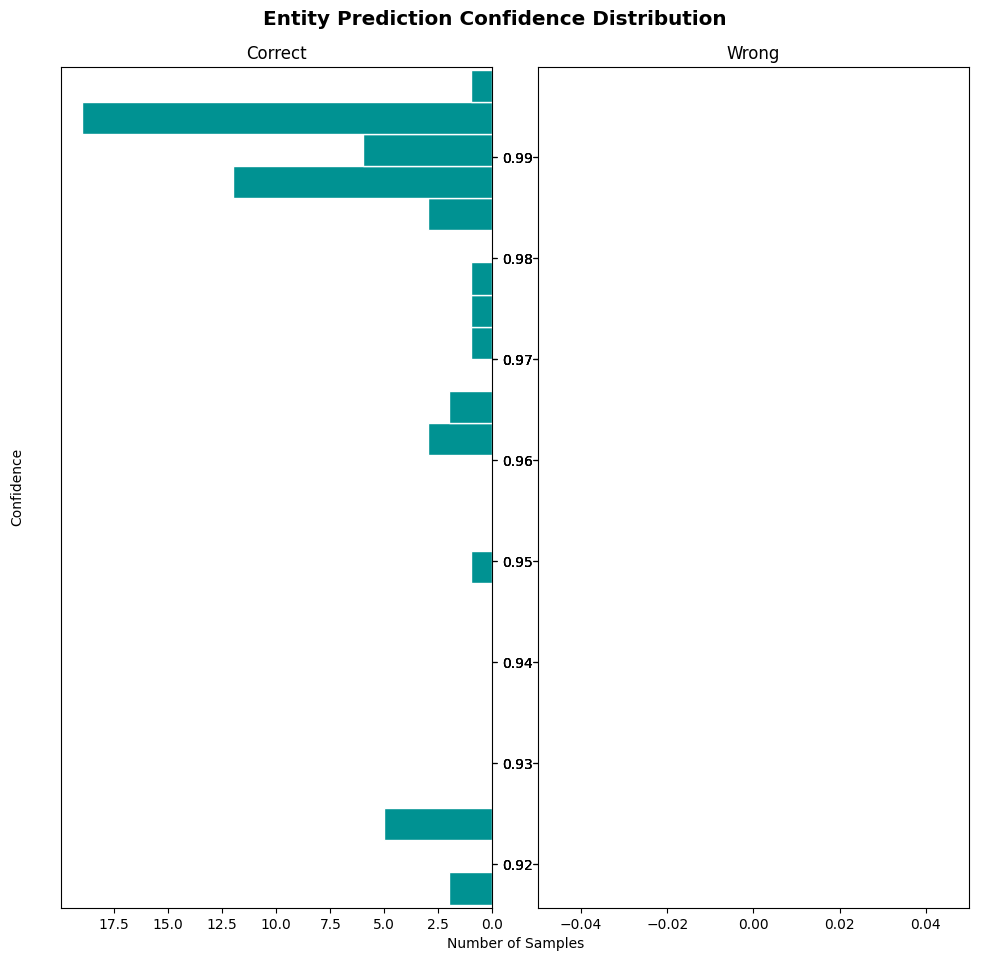 Entity Prediction Confidence Distribution
Correct
Wrong
0.99
0.98
0.97
0.96
0.95
0.94
0.93
0.92
Confidence
17.5 15.0 12.5 10.0 7.5 5.0 2.5 0.0
−0.04 −0.02 0.00 0.02 0.04
Number of Samples